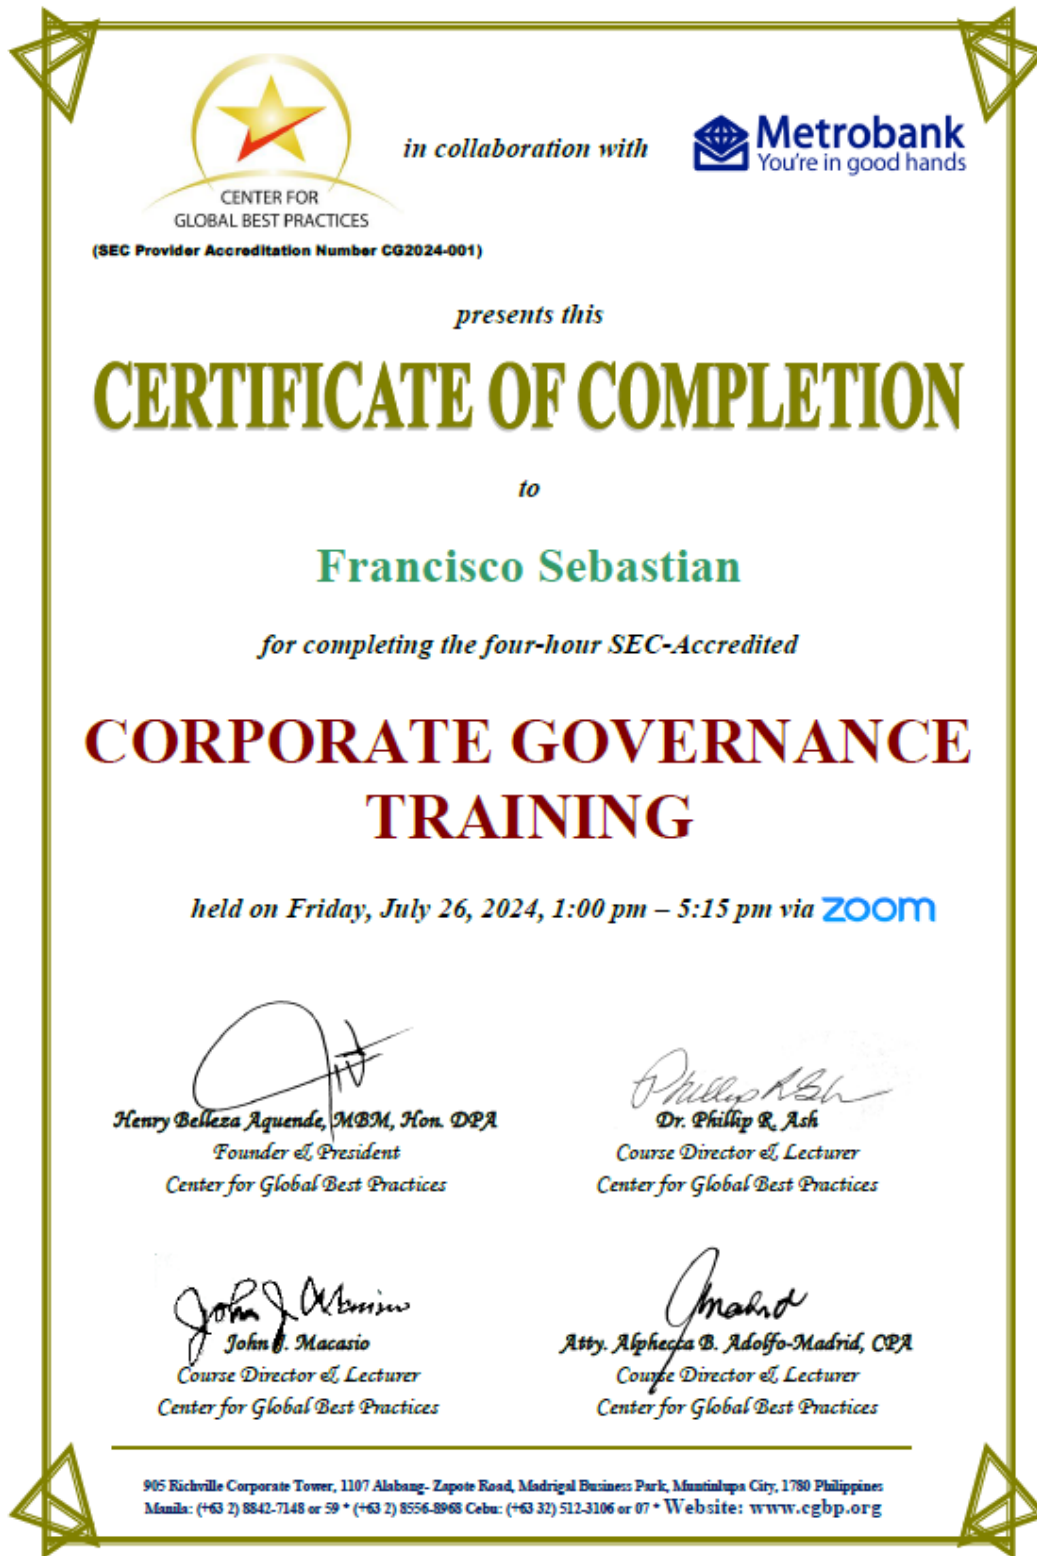 in collaboration with
Metrobank
You're in good hands
CENTER FOR
GLOBAL BEST PRACTICES
(SEC Provider Accreditation Number CG2024-001)
presents this
CERTIFICATE OF COMPLETION
to
Francisco Sebastian
for completing the four-hour SEC-Accredited
CORPORATE GOVERNANCE
TRAINING
held on Friday, July 26, 2024, 1:00 pm – 5:15 pm via zoom
Henry Belleza Aquende, MBM, Hon. DPA
Founder & President
Center for Global Best Practices
Phillip R Ash
Dr. Phillip R. Ash
Course Director & Lecturer
Center for Global Best Practices
John J. Macasio
John J. Macasio
Course Director & Lecturer
Center for Global Best Practices
Atty. Alphecca B. Adolfo-Madrid, CPA
Course Director & Lecturer
Center for Global Best Practices
905 Richville Corporate Tower, 1107 Alabang- Zapote Road, Madrigal Business Park, Muntinlupa City, 1780 Philippines
Manila: (+63 2) 8842-7148 or 59 * (+63 2) 8556-8968 Cebu: (+63 32) 512-3106 or 07 * Website: www.cgbp.org